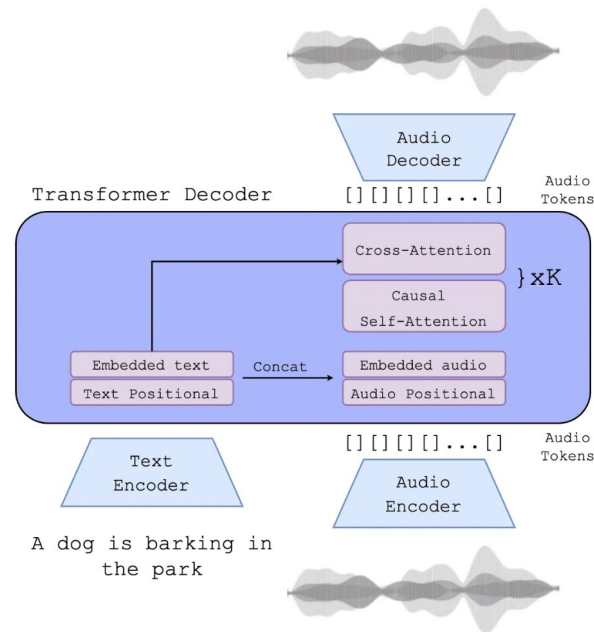 Audio
Decoder
Transformer Decoder
[] [] [] []...[]
Audio
Tokens
Cross-Attention
}xK
Causal
Self-Attention
Embedded text
Concat
Embedded audio
Text Positional
Audio Positional
[] [] [] []...[]
Audio
Tokens
Text
Encoder
Audio
Encoder
A dog is barking in
the park